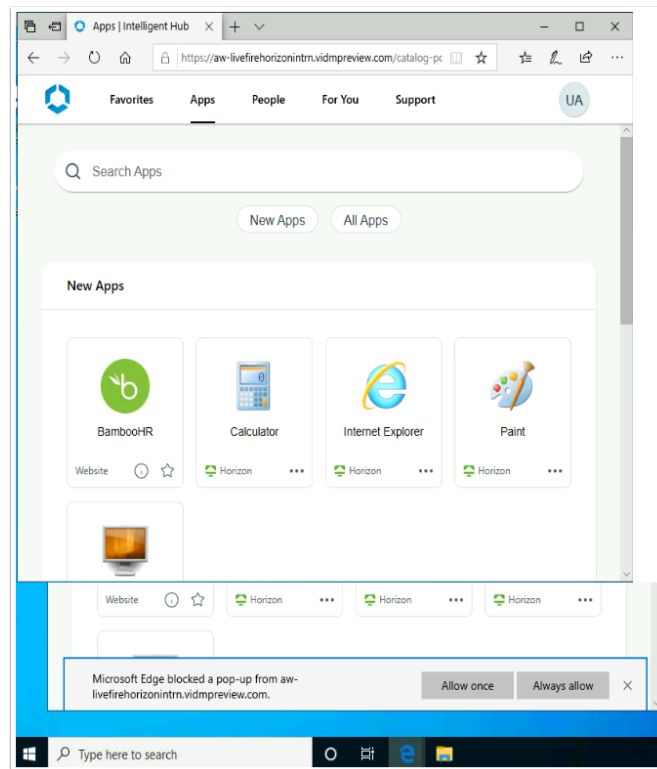 Apps | Intelligent Hub
https://aw-livefirehorizonintrn.vidmpreview.com/catalog-pc
Favorites Apps People For You Support UA
Search Apps
New Apps All Apps
New Apps
BambooHR Calculator Internet Explorer Paint
Website Horizon Horizon Horizon
Website Horizon Horizon Horizon
Microsoft Edge blocked a pop-up from aw-
livefirehorizonintrn.vidmpreview.com.
Allow once Always allow
Type here to search